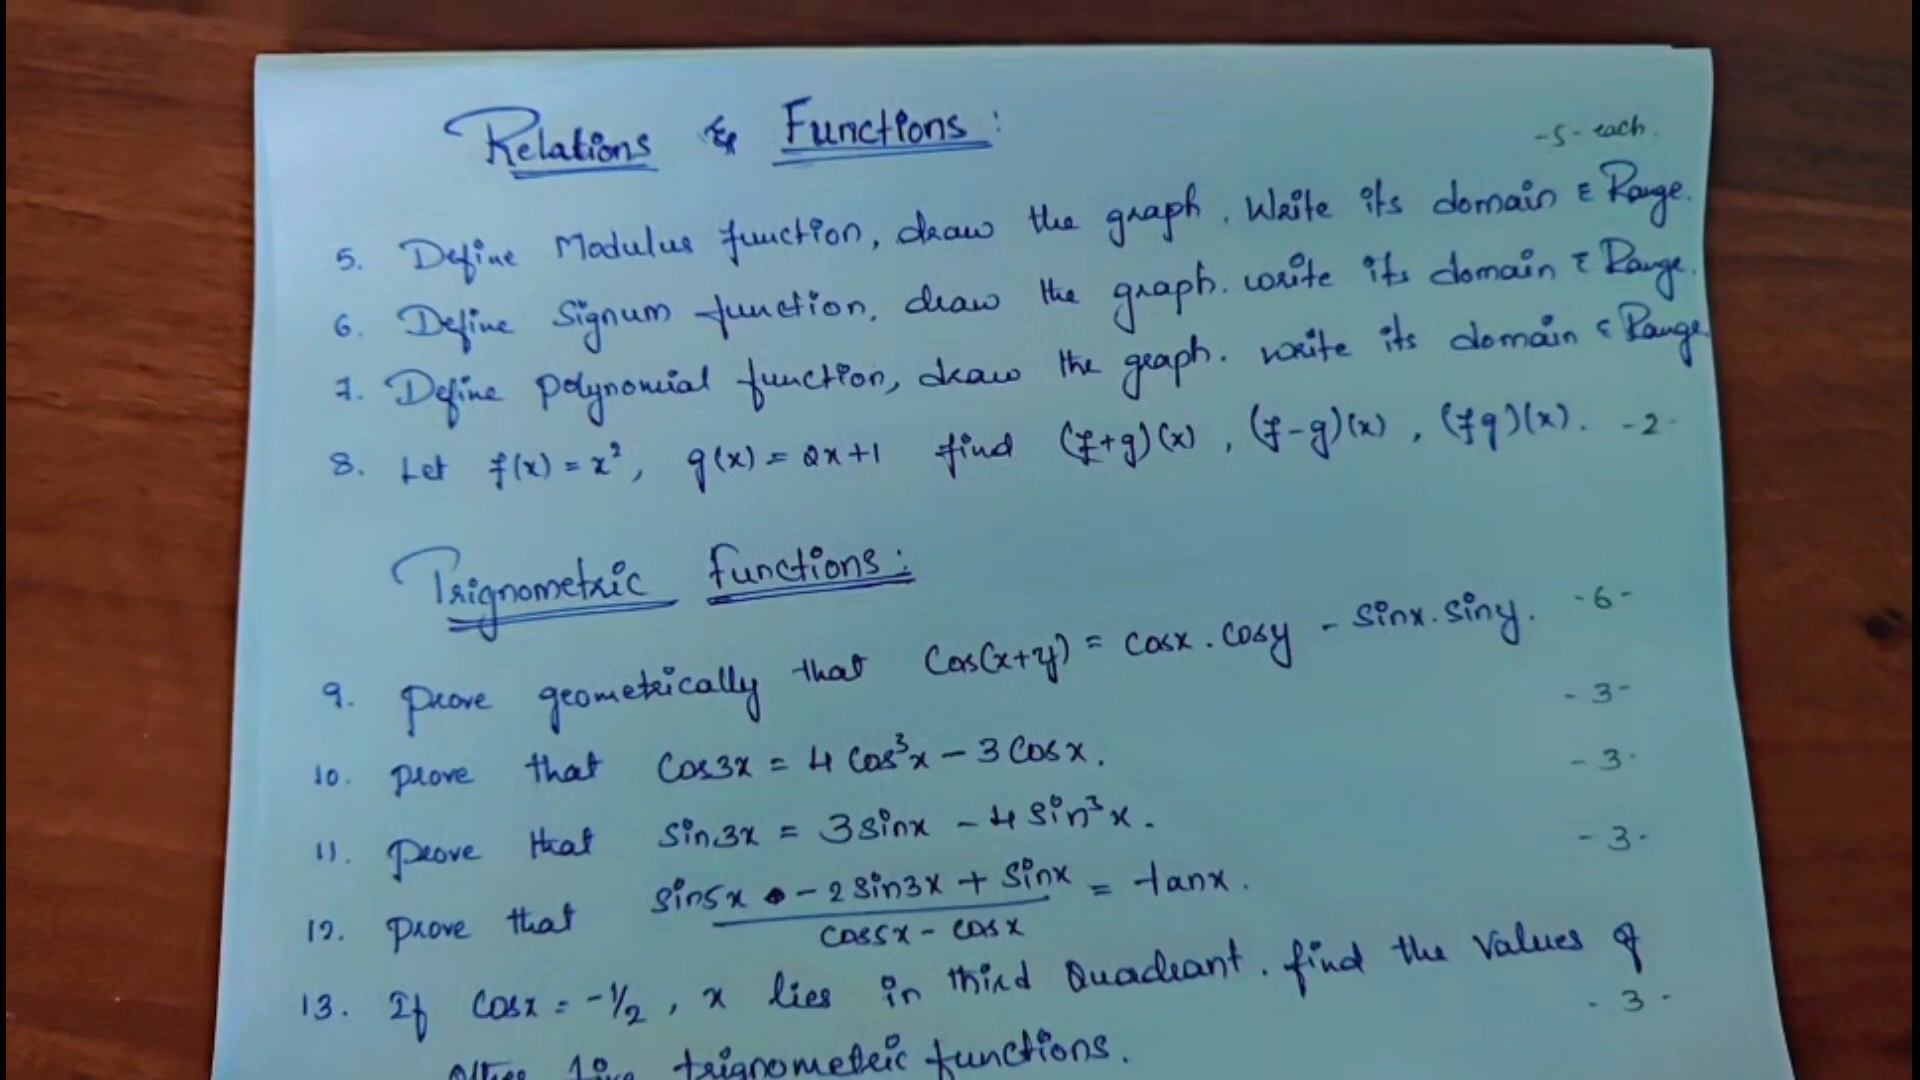 Relations & Functions:
-5- each.
5. Define Modulus function, draw the graph. Write its domain & Range.
6. Define Signum function, draw the graph. write its domain & Range.
7. Define polynomial function, draw the graph. write its domain & Range.
8. Let f(x) = x², g(x) = 2x+1 find (f+g)(x), (f-g)(x), (fg)(x). -2-
Trignometric functions:
9. prove geometrically that Cos(x+y) = cosx . cosy - sinx . siny. -6-
-3-
10. prove that Cos3x = 4 Cos³x - 3 Cosx.
-3-
11. prove that Sin3x = 3sinx - 4 Sin³x.
-3-
12. prove that (sin5x - 2 Sin3x + Sinx) / (cos5x - cosx) = tanx.
13. If Cosx = -1/2, x lies in third Quadrant. find the values of
-3-
other five trignometric functions.